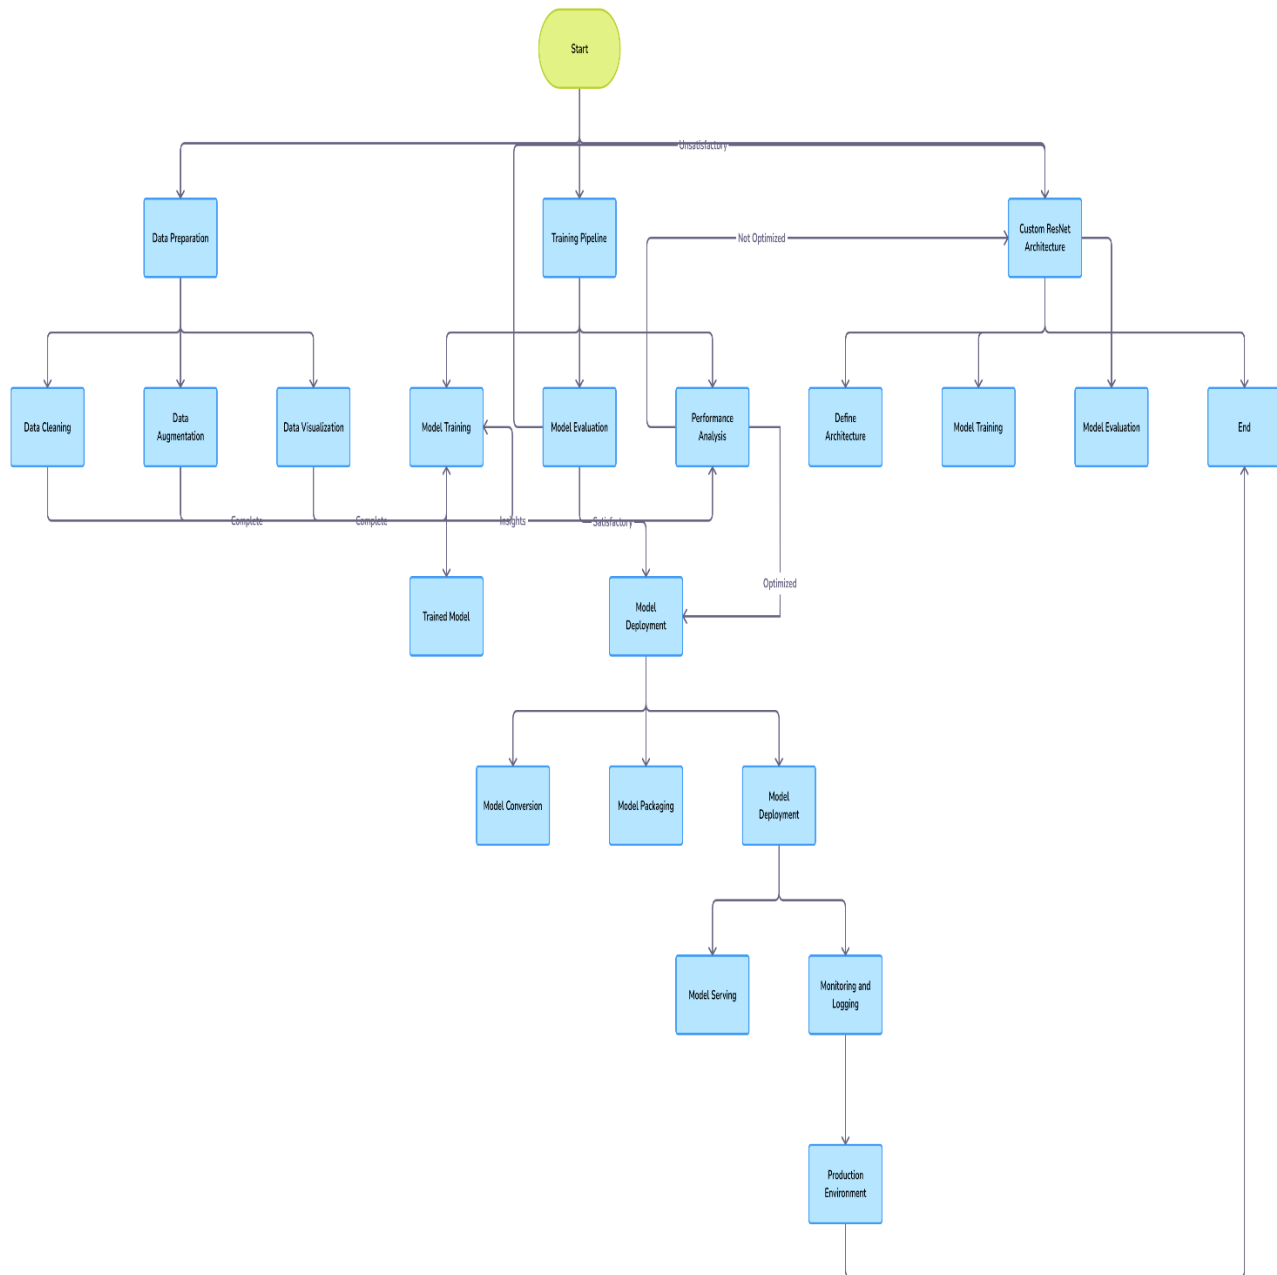 Start
Unsatisfactory
Data Preparation
Training Pipeline
Not Optimized
Custom ResNet
Architecture
Data Cleaning
Data
Augmentation
Data Visualization
Model Training
Model Evaluation
Performance
Analysis
Define
Architecture
Model Training
Model Evaluation
End
Complete
Complete
Insights
Satisfactory
Optimized
Trained Model
Model
Deployment
Model Conversion
Model Packaging
Model
Deployment
Model Serving
Monitoring and
Logging
Production
Environment